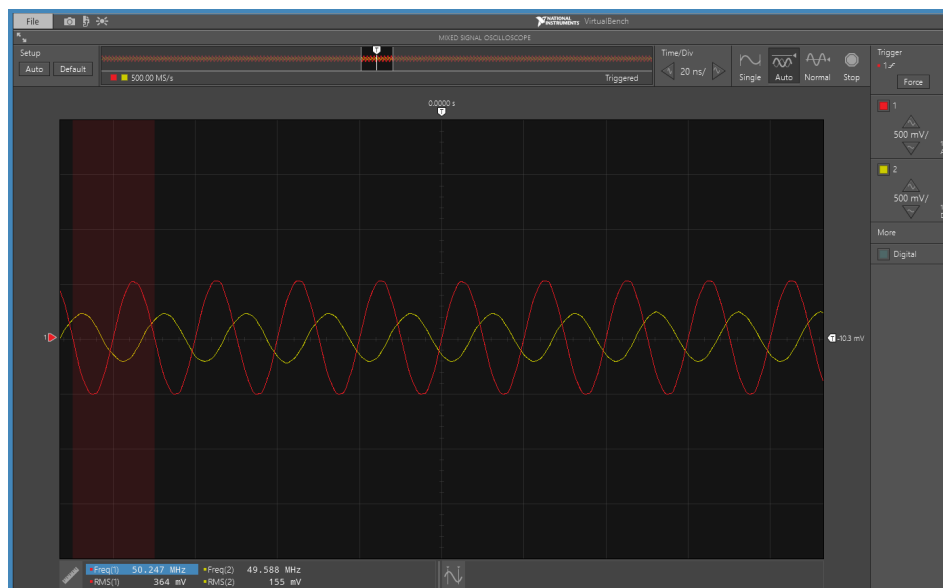 File
NATIONAL INSTRUMENTS VirtualBench
MIXED SIGNAL OSCILLOSCOPE
Setup
Auto Default
500.00 MS/s
Triggered
T
Time/Div
20 ns/
Single Auto Normal Stop
Trigger
1
Force
0.0000 s
T
1
500 mV/
2
500 mV/
More
Digital
1
T -10.3 mV
Freq(1) 50.247 MHz Freq(2) 49.588 MHz
RMS(1) 364 mV RMS(2) 155 mV